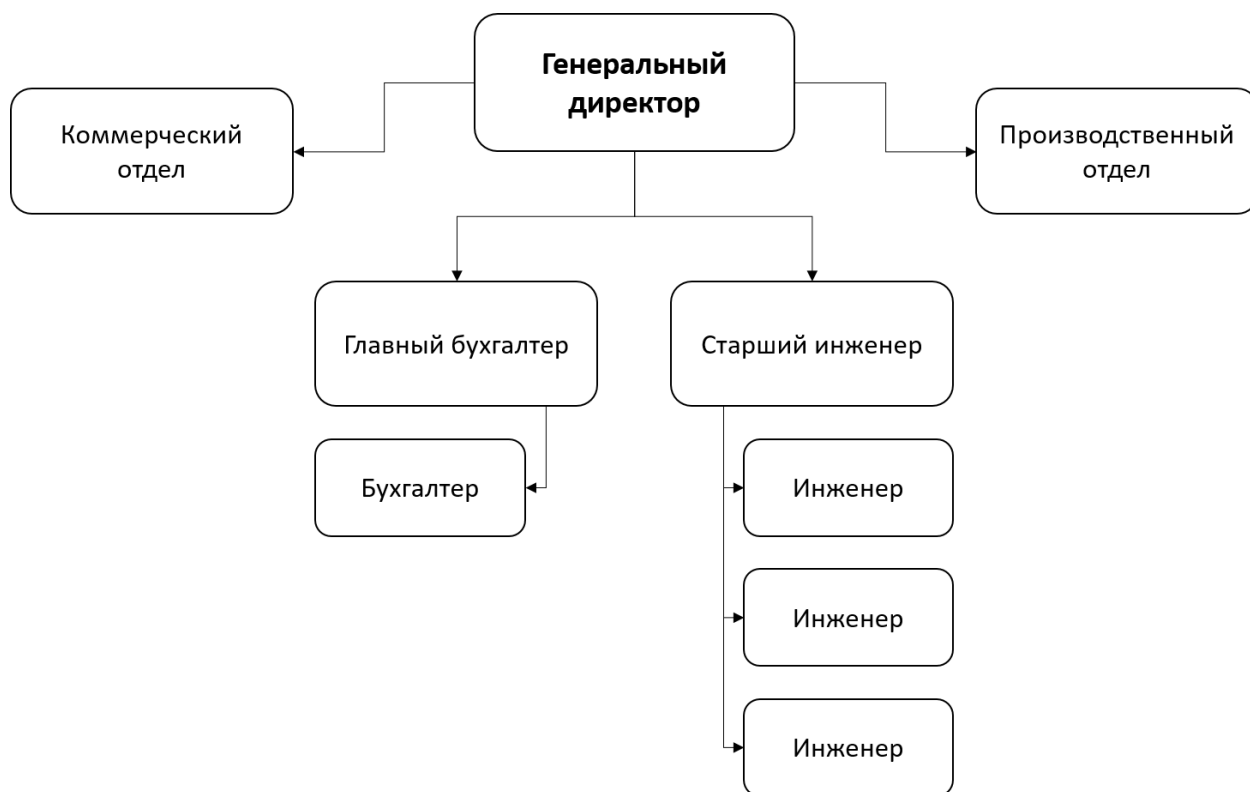 Генеральный
директор
Коммерческий
отдел
Производственный
отдел
Главный бухгалтер
Старший инженер
Бухгалтер
Инженер
Инженер
Инженер